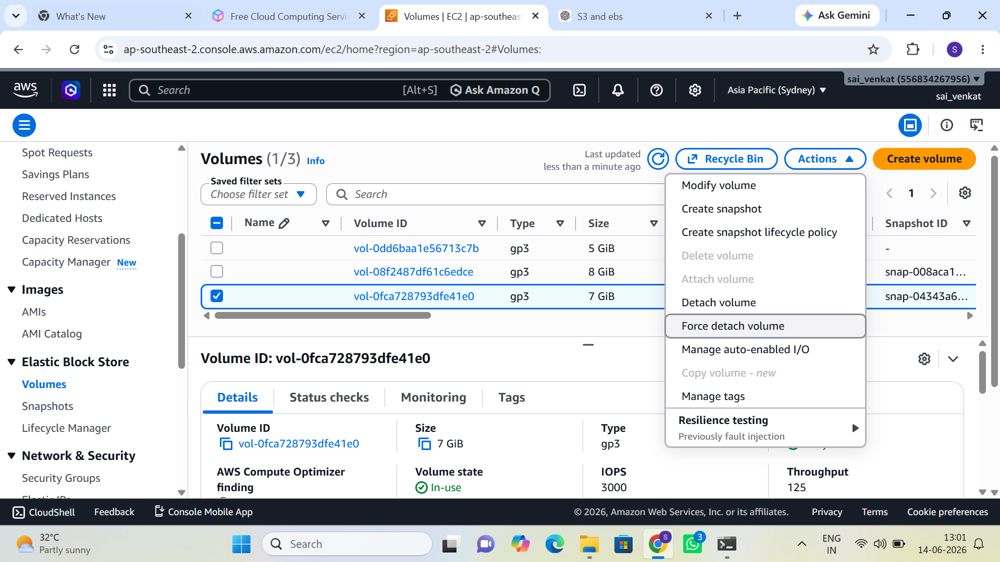 What's New
Free Cloud Computing Servi
Volumes | EC2 | ap-southeas
S3 and ebs
Ask Gemini
ap-southeast-2.console.aws.amazon.com/ec2/home?region=ap-southeast-2#Volumes:
S
aws
Search
[Alt+S]
Ask Amazon Q
Asia Pacific (Sydney)
sai_venkat (556834267956)
sai_venkat
Spot Requests
Savings Plans
Reserved Instances
Dedicated Hosts
Capacity Reservations
Capacity Manager New
Images
AMIs
AMI Catalog
Elastic Block Store
Volumes
Snapshots
Lifecycle Manager
Network & Security
Security Groups
Volumes (1/3) Info
Last updated
less than a minute ago
Recycle Bin
Actions
Create volume
Saved filter sets
Choose filter set
Search
1
Name
Volume ID
Type
Size
Snapshot ID
vol-0dd6baa1e56713c7b gp3 5 GiB -
vol-08f2487df61c6edce gp3 8 GiB snap-008aca1...
vol-0fca728793dfe41e0 gp3 7 GiB snap-04343a6...
Modify volume
Create snapshot
Create snapshot lifecycle policy
Delete volume
Attach volume
Detach volume
Force detach volume
Manage auto-enabled I/O
Copy volume - new
Manage tags
Resilience testing
Previously fault injection
Volume ID: vol-0fca728793dfe41e0
Details
Status checks
Monitoring
Tags
Volume ID
vol-0fca728793dfe41e0
Size
7 GiB
Type
gp3
AWS Compute Optimizer
finding
Volume state
In-use
IOPS
3000
Throughput
125
CloudShell
Feedback
Console Mobile App
© 2026, Amazon Web Services, Inc. or its affiliates.
Privacy
Terms
Cookie preferences
32°C
Partly sunny
Search
S
3
ENG
IN
13:01
14-06-2026